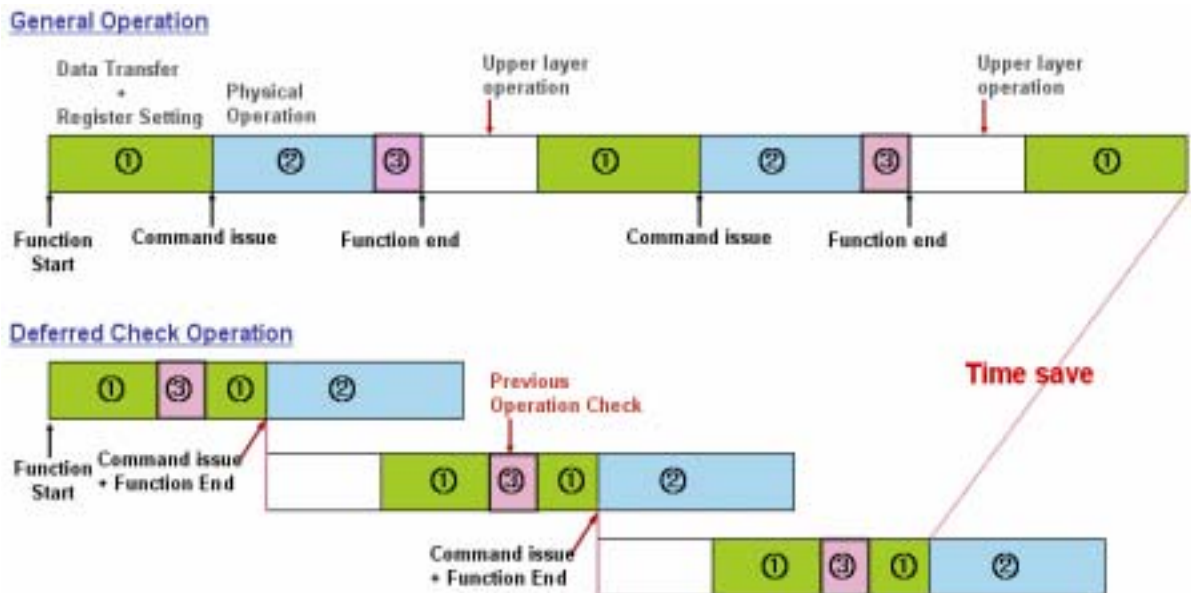 General Operation
Data Transfer
+
Register Setting
Physical
Operation
Upper layer
operation
Upper layer
operation
① ② ③ ① ② ③ ①
Function
Start
Command issue
Function end
Command issue
Function end
Deferred Check Operation
① ③ ① ②
Previous
Operation Check
Time save
Function
Start
Command issue
+ Function End
① ③ ① ②
Command issue
+ Function End
① ③ ① ②